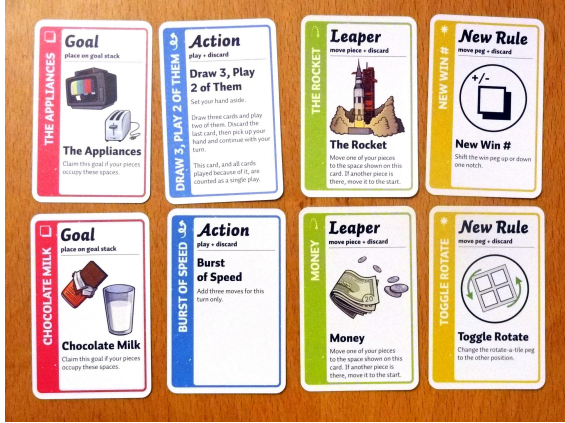 THE APPLIANCES
Goal
place on goal stack
The Appliances
Claim this goal if your pieces
occupy these spaces.
DRAW 3, PLAY 2 OF THEM
Action
play + discard
Draw 3, Play
2 of Them
Set your hand aside.
Draw three cards and play
two of them. Discard the
last card, then pick up your
hand and continue with your
turn.
This card, and all cards
played because of it, are
counted as a single play.
THE ROCKET
Leaper
move piece + discard
The Rocket
Move one of your pieces
to the space shown on this
card. If another piece is
there, move it to the start.
NEW WIN #
New Rule
move peg + discard
+/-
New Win #
Shift the win peg up or down
one notch.
CHOCOLATE MILK
Goal
place on goal stack
Chocolate Milk
Claim this goal if your pieces
occupy these spaces.
BURST OF SPEED
Action
play + discard
Burst
of Speed
Add three moves for this
turn only.
MONEY
Leaper
move piece + discard
20
Money
Move one of your pieces
to the space shown on this
card. If another piece is
there, move it to the start.
TOGGLE ROTATE
New Rule
move peg + discard
Toggle Rotate
Change the rotate-a-tile peg
to the other position.